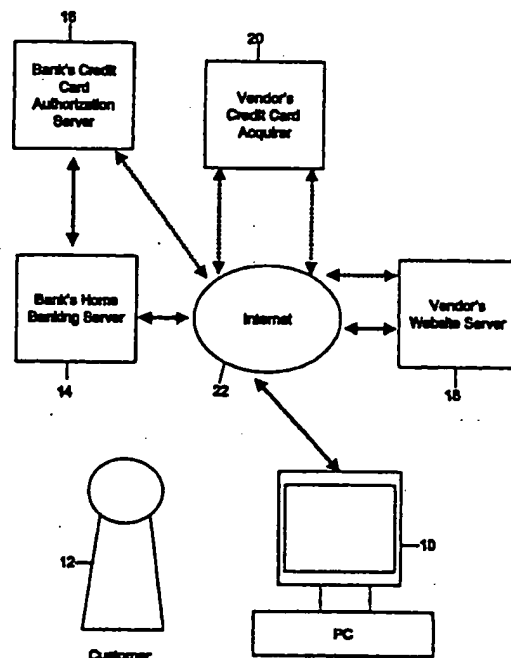 16
Bank's Credit
Card
Authorization
Server
20
Vendor's
Credit Card
Acquirer
Bank's Home
Banking Server
14
Internet
22
Vendor's
Website Server
18
12
Customer
10
PC